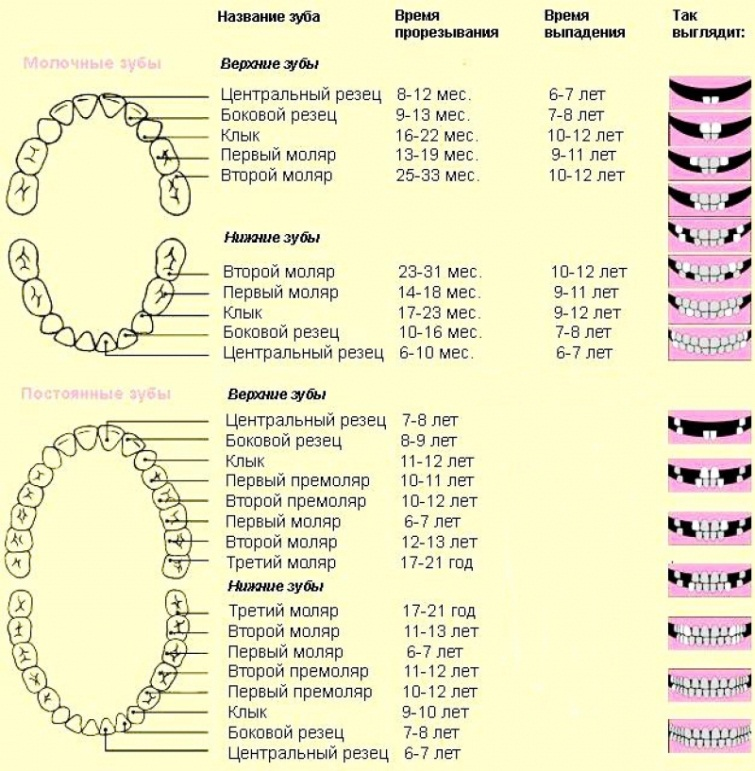 Название зуба Время прорезывания Время выпадения Так выглядит:
Молочные зубы
Верхние зубы
Центральный резец 8-12 мес. 6-7 лет
Боковой резец 9-13 мес. 7-8 лет
Клык 16-22 мес. 10-12 лет
Первый моляр 13-19 мес. 9-11 лет
Второй моляр 25-33 мес. 10-12 лет
Нижние зубы
Второй моляр 23-31 мес. 10-12 лет
Первый моляр 14-18 мес. 9-11 лет
Клык 17-23 мес. 9-12 лет
Боковой резец 10-16 мес. 7-8 лет
Центральный резец 6-10 мес. 6-7 лет
Постоянные зубы
Верхние зубы
Центральный резец 7-8 лет
Боковой резец 8-9 лет
Клык 11-12 лет
Первый премоляр 10-11 лет
Второй премоляр 10-12 лет
Первый моляр 6-7 лет
Второй моляр 12-13 лет
Третий моляр 17-21 год
Нижние зубы
Третий моляр 17-21 год
Второй моляр 11-13 лет
Первый моляр 6-7 лет
Второй премоляр 11-12 лет
Первый премоляр 10-12 лет
Клык 9-10 лет
Боковой резец 7-8 лет
Центральный резец 6-7 лет